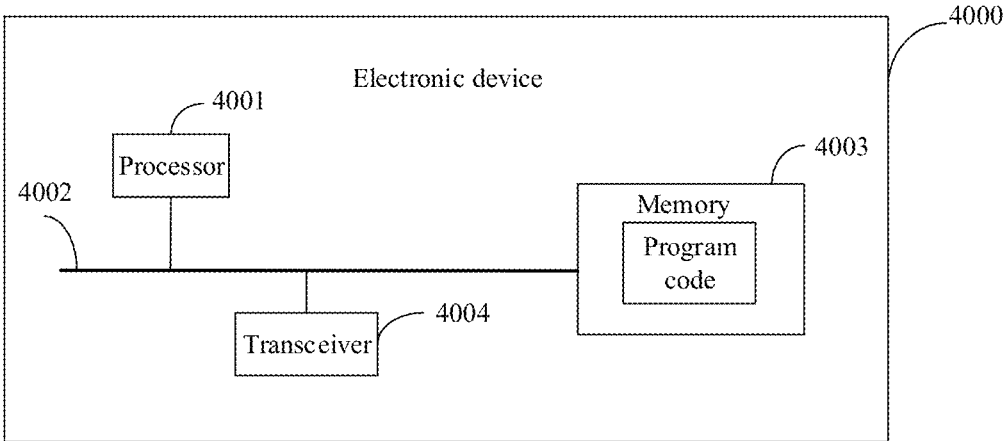 4000
Electronic device
4001
Processor
4002
4003
Memory
Program
code
4004
Transceiver